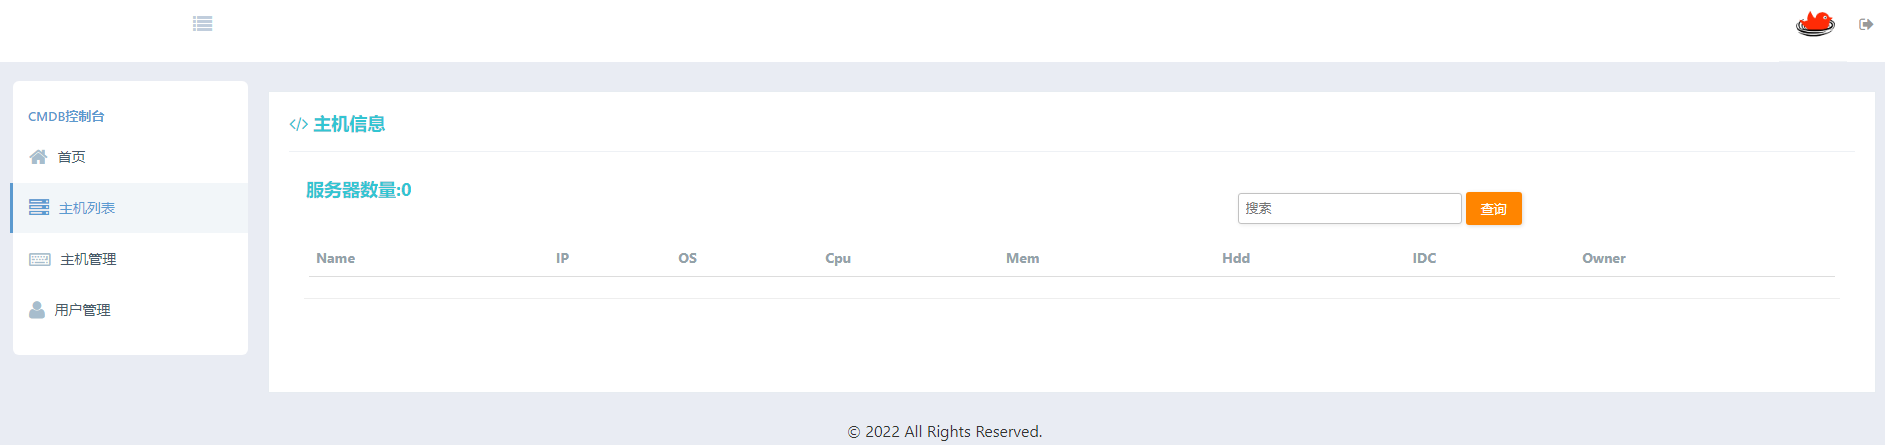 CMDB控制台
首页
主机列表
主机管理
用户管理
主机信息
服务器数量:0
搜索 查询
Name IP OS Cpu Mem Hdd IDC Owner
© 2022 All Rights Reserved.